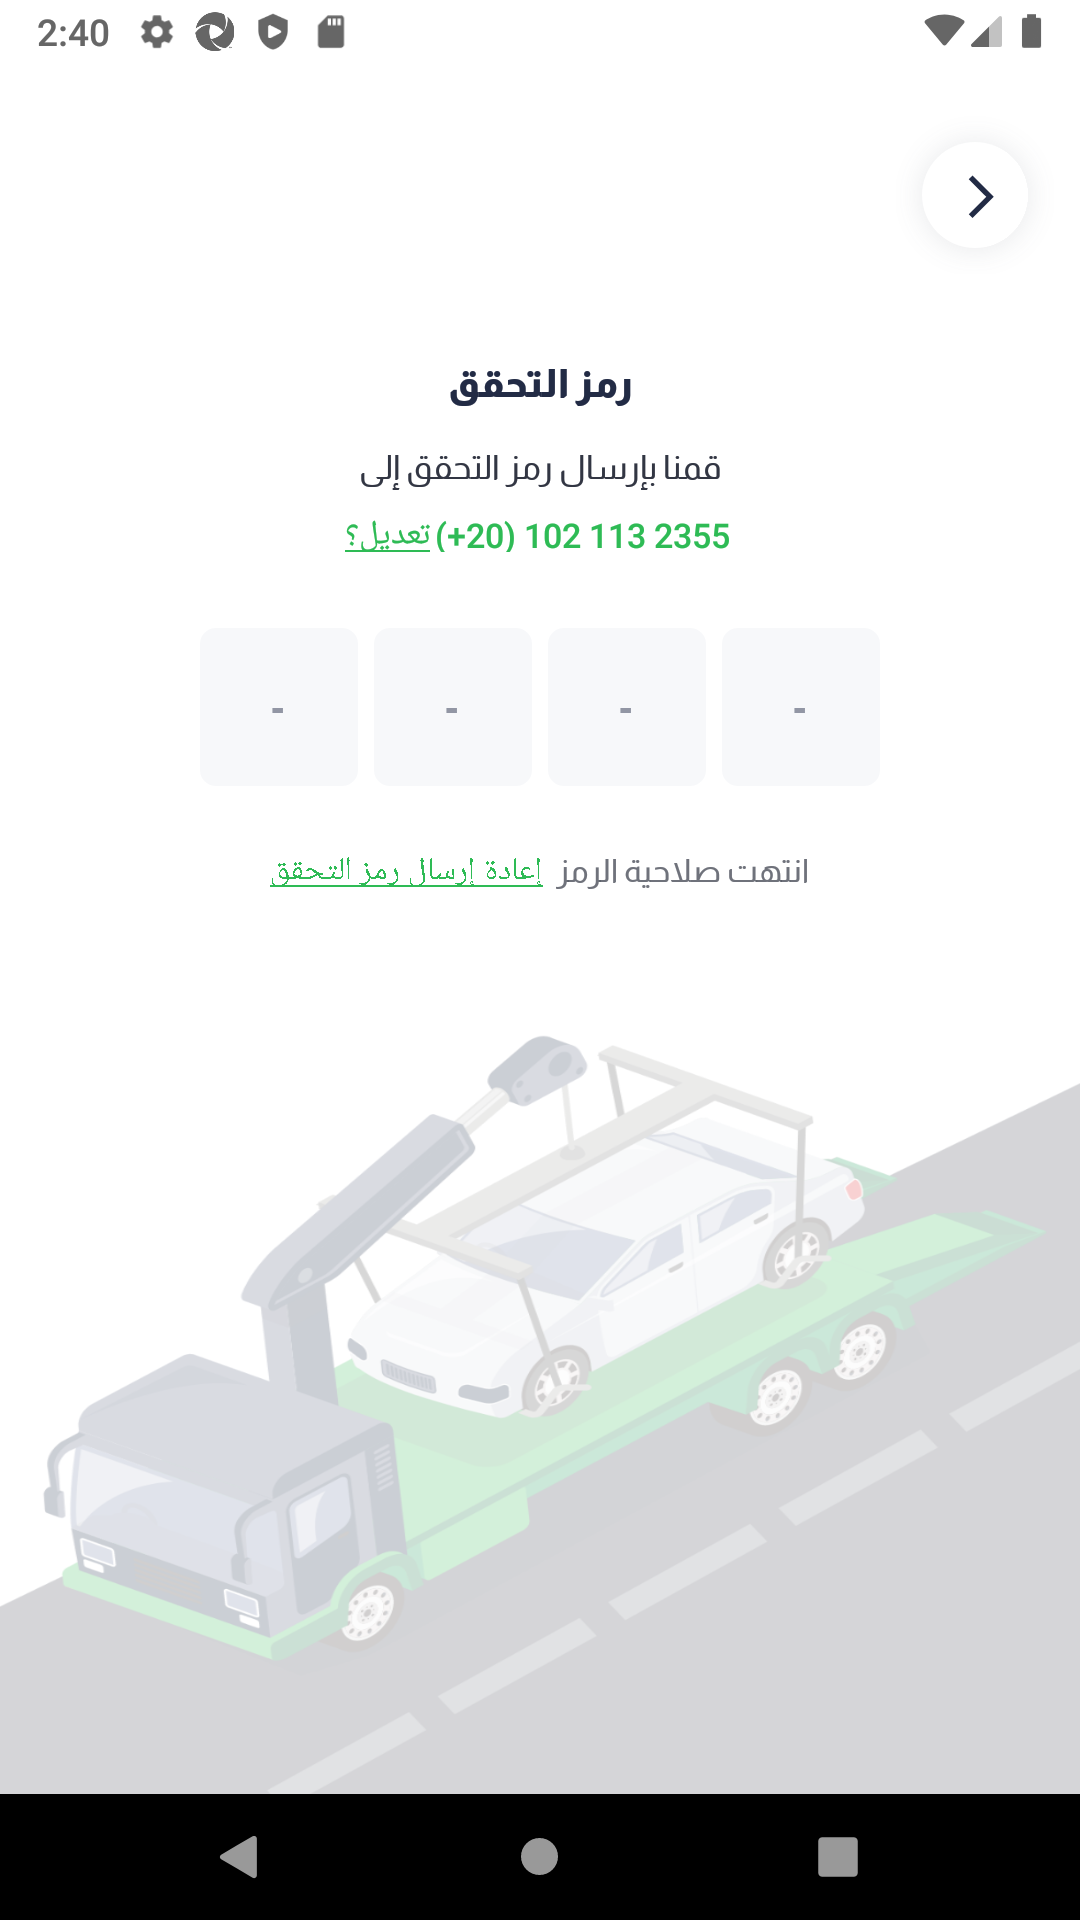 2:40
رمز التحقق
قمنا بإرسال رمز التحقق إلى
(+20) 102 113 2355 تعديل؟
- - - -
انتهت صلاحية الرمز إعادة إرسال رمز التحقق